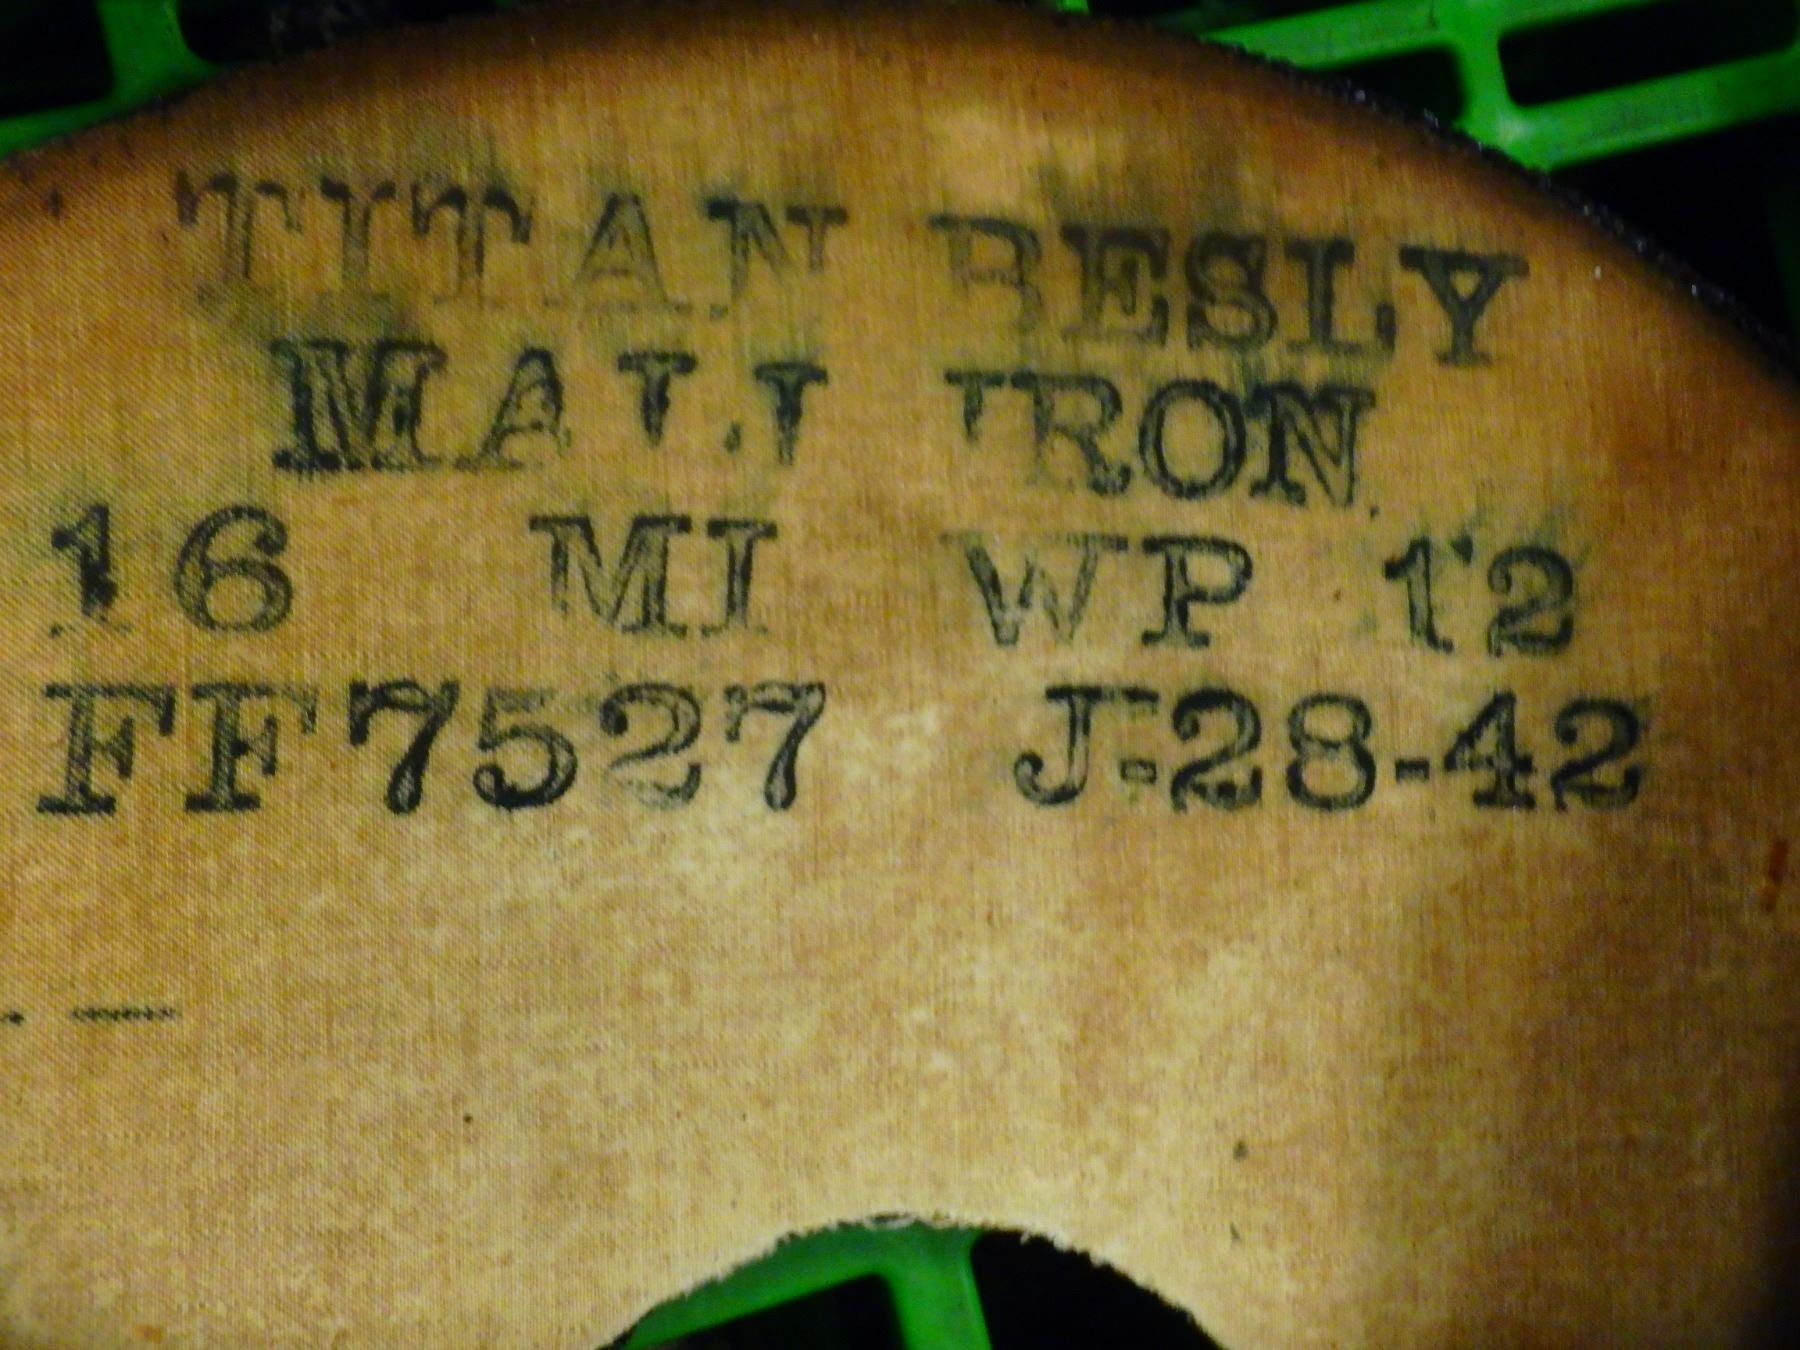 TITAN BESLY
MALL IRON
16 MI WP 12
FF7527 J-28-42